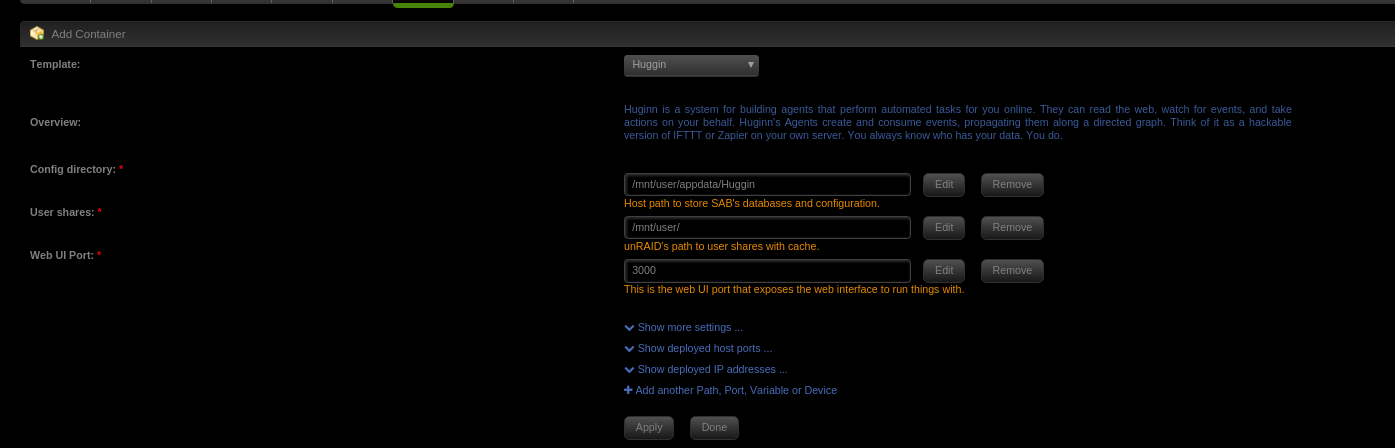 Add Container
Template:
Huggin
Overview:
Huginn is a system for building agents that perform automated tasks for you online. They can read the web, watch for events, and take
actions on your behalf. Huginn's Agents create and consume events, propagating them along a directed graph. Think of it as a hackable
version of IFTTT or Zapier on your own server. You always know who has your data. You do.
Config directory: *
/mnt/user/appdata/Huggin Edit Remove
Host path to store SAB's databases and configuration.
User shares: *
/mnt/user/ Edit Remove
unRAID's path to user shares with cache.
Web UI Port: *
3000 Edit Remove
This is the web UI port that exposes the web interface to run things with.
Show more settings ...
Show deployed host ports ...
Show deployed IP addresses ...
Add another Path, Port, Variable or Device
Apply Done